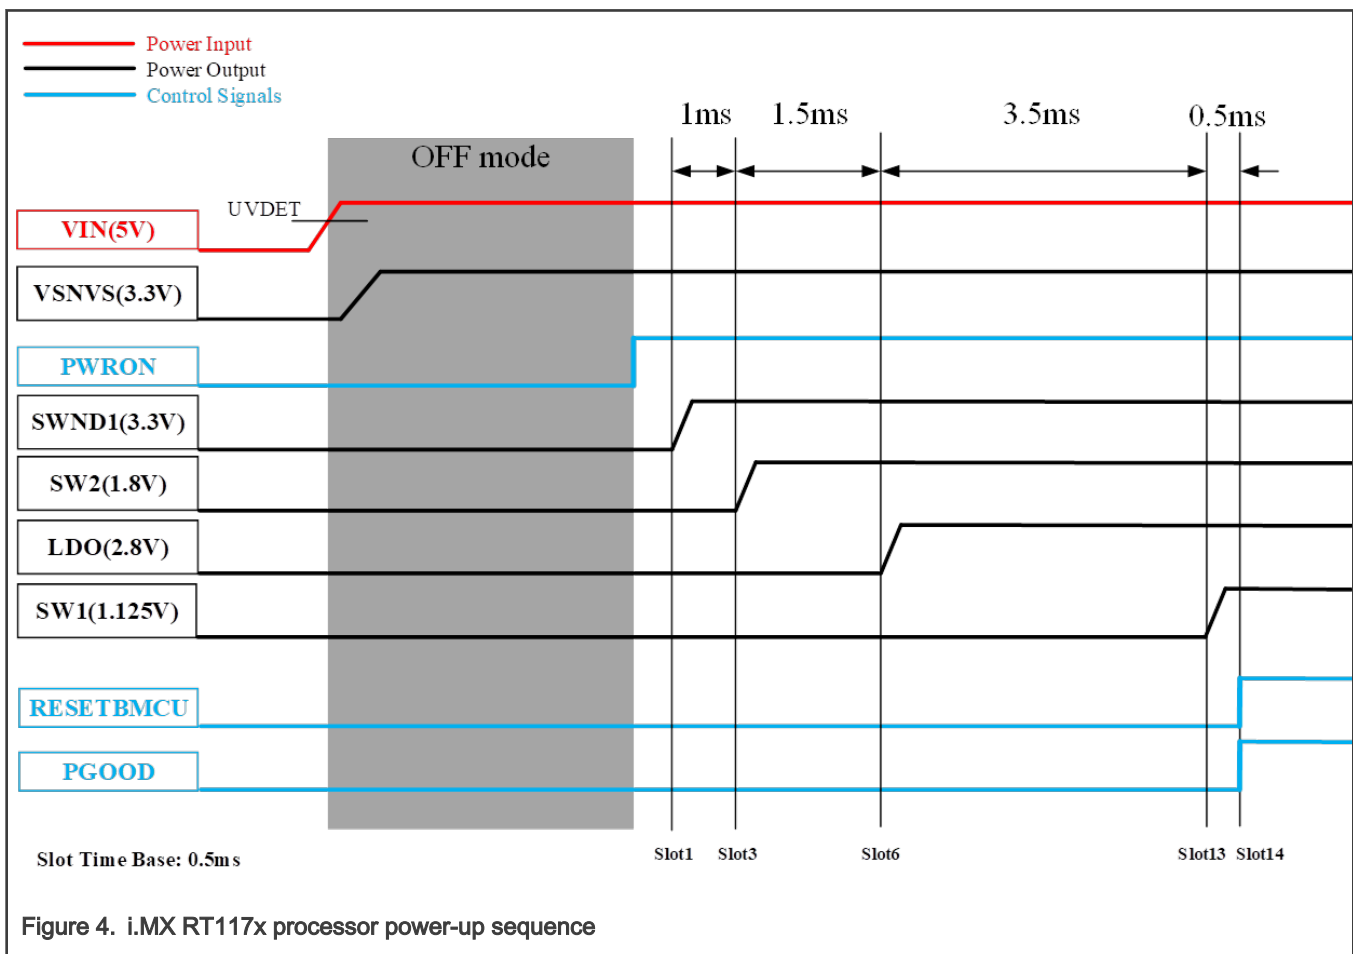 Power Input
Power Output
Control Signals
1ms 1.5ms 3.5ms 0.5ms
OFF mode
UVDET
VIN(5V)
VSNVS(3.3V)
PWRON
SWND1(3.3V)
SW2(1.8V)
LDO(2.8V)
SW1(1.125V)
RESETBMCU
PGOOD
Slot Time Base: 0.5ms
Slot1 Slot3 Slot6 Slot13 Slot14
Figure 4. i.MX RT117x processor power-up sequence